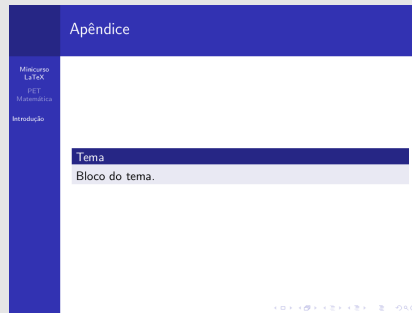 Apêndice
Minicurso
LaTeX
PET
Matemática
Introdução
Tema
Bloco do tema.